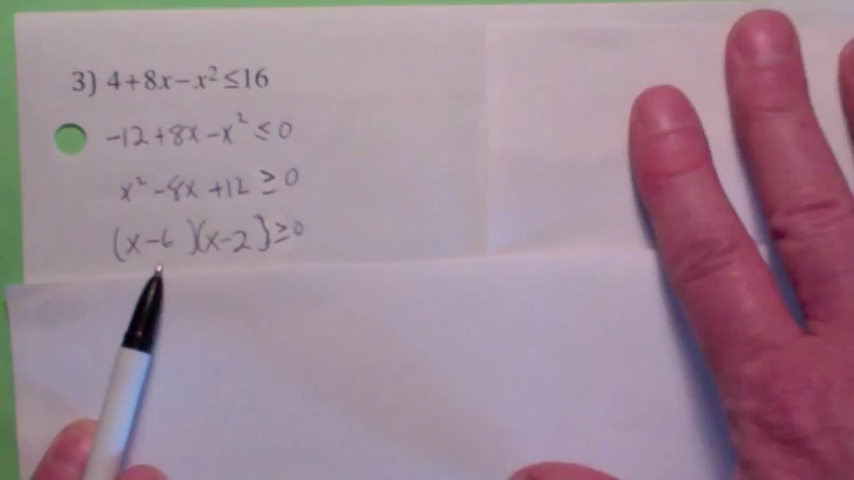 3) 4+8x−x²≤16
-12+8x-x² ≤ 0
x²-8x+12 ≥ 0
(x-6)(x-2)≥0